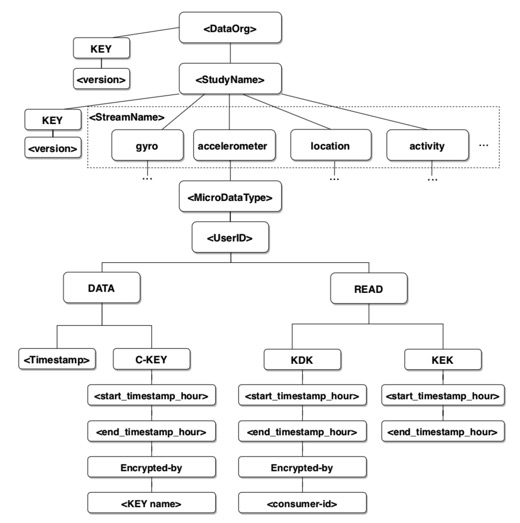 <DataOrg>
KEY
<version>
<StudyName>
KEY
<version>
<StreamName>
gyro
accelerometer
location
activity
...
...
...
...
<MicroDataType>
<UserID>
DATA
READ
<Timestamp>
C-KEY
KDK
KEK
<start_timestamp_hour>
<start_timestamp_hour>
<start_timestamp_hour>
<end_timestamp_hour>
<end_timestamp_hour>
<end_timestamp_hour>
Encrypted-by
Encrypted-by
<KEY name>
<consumer-id>